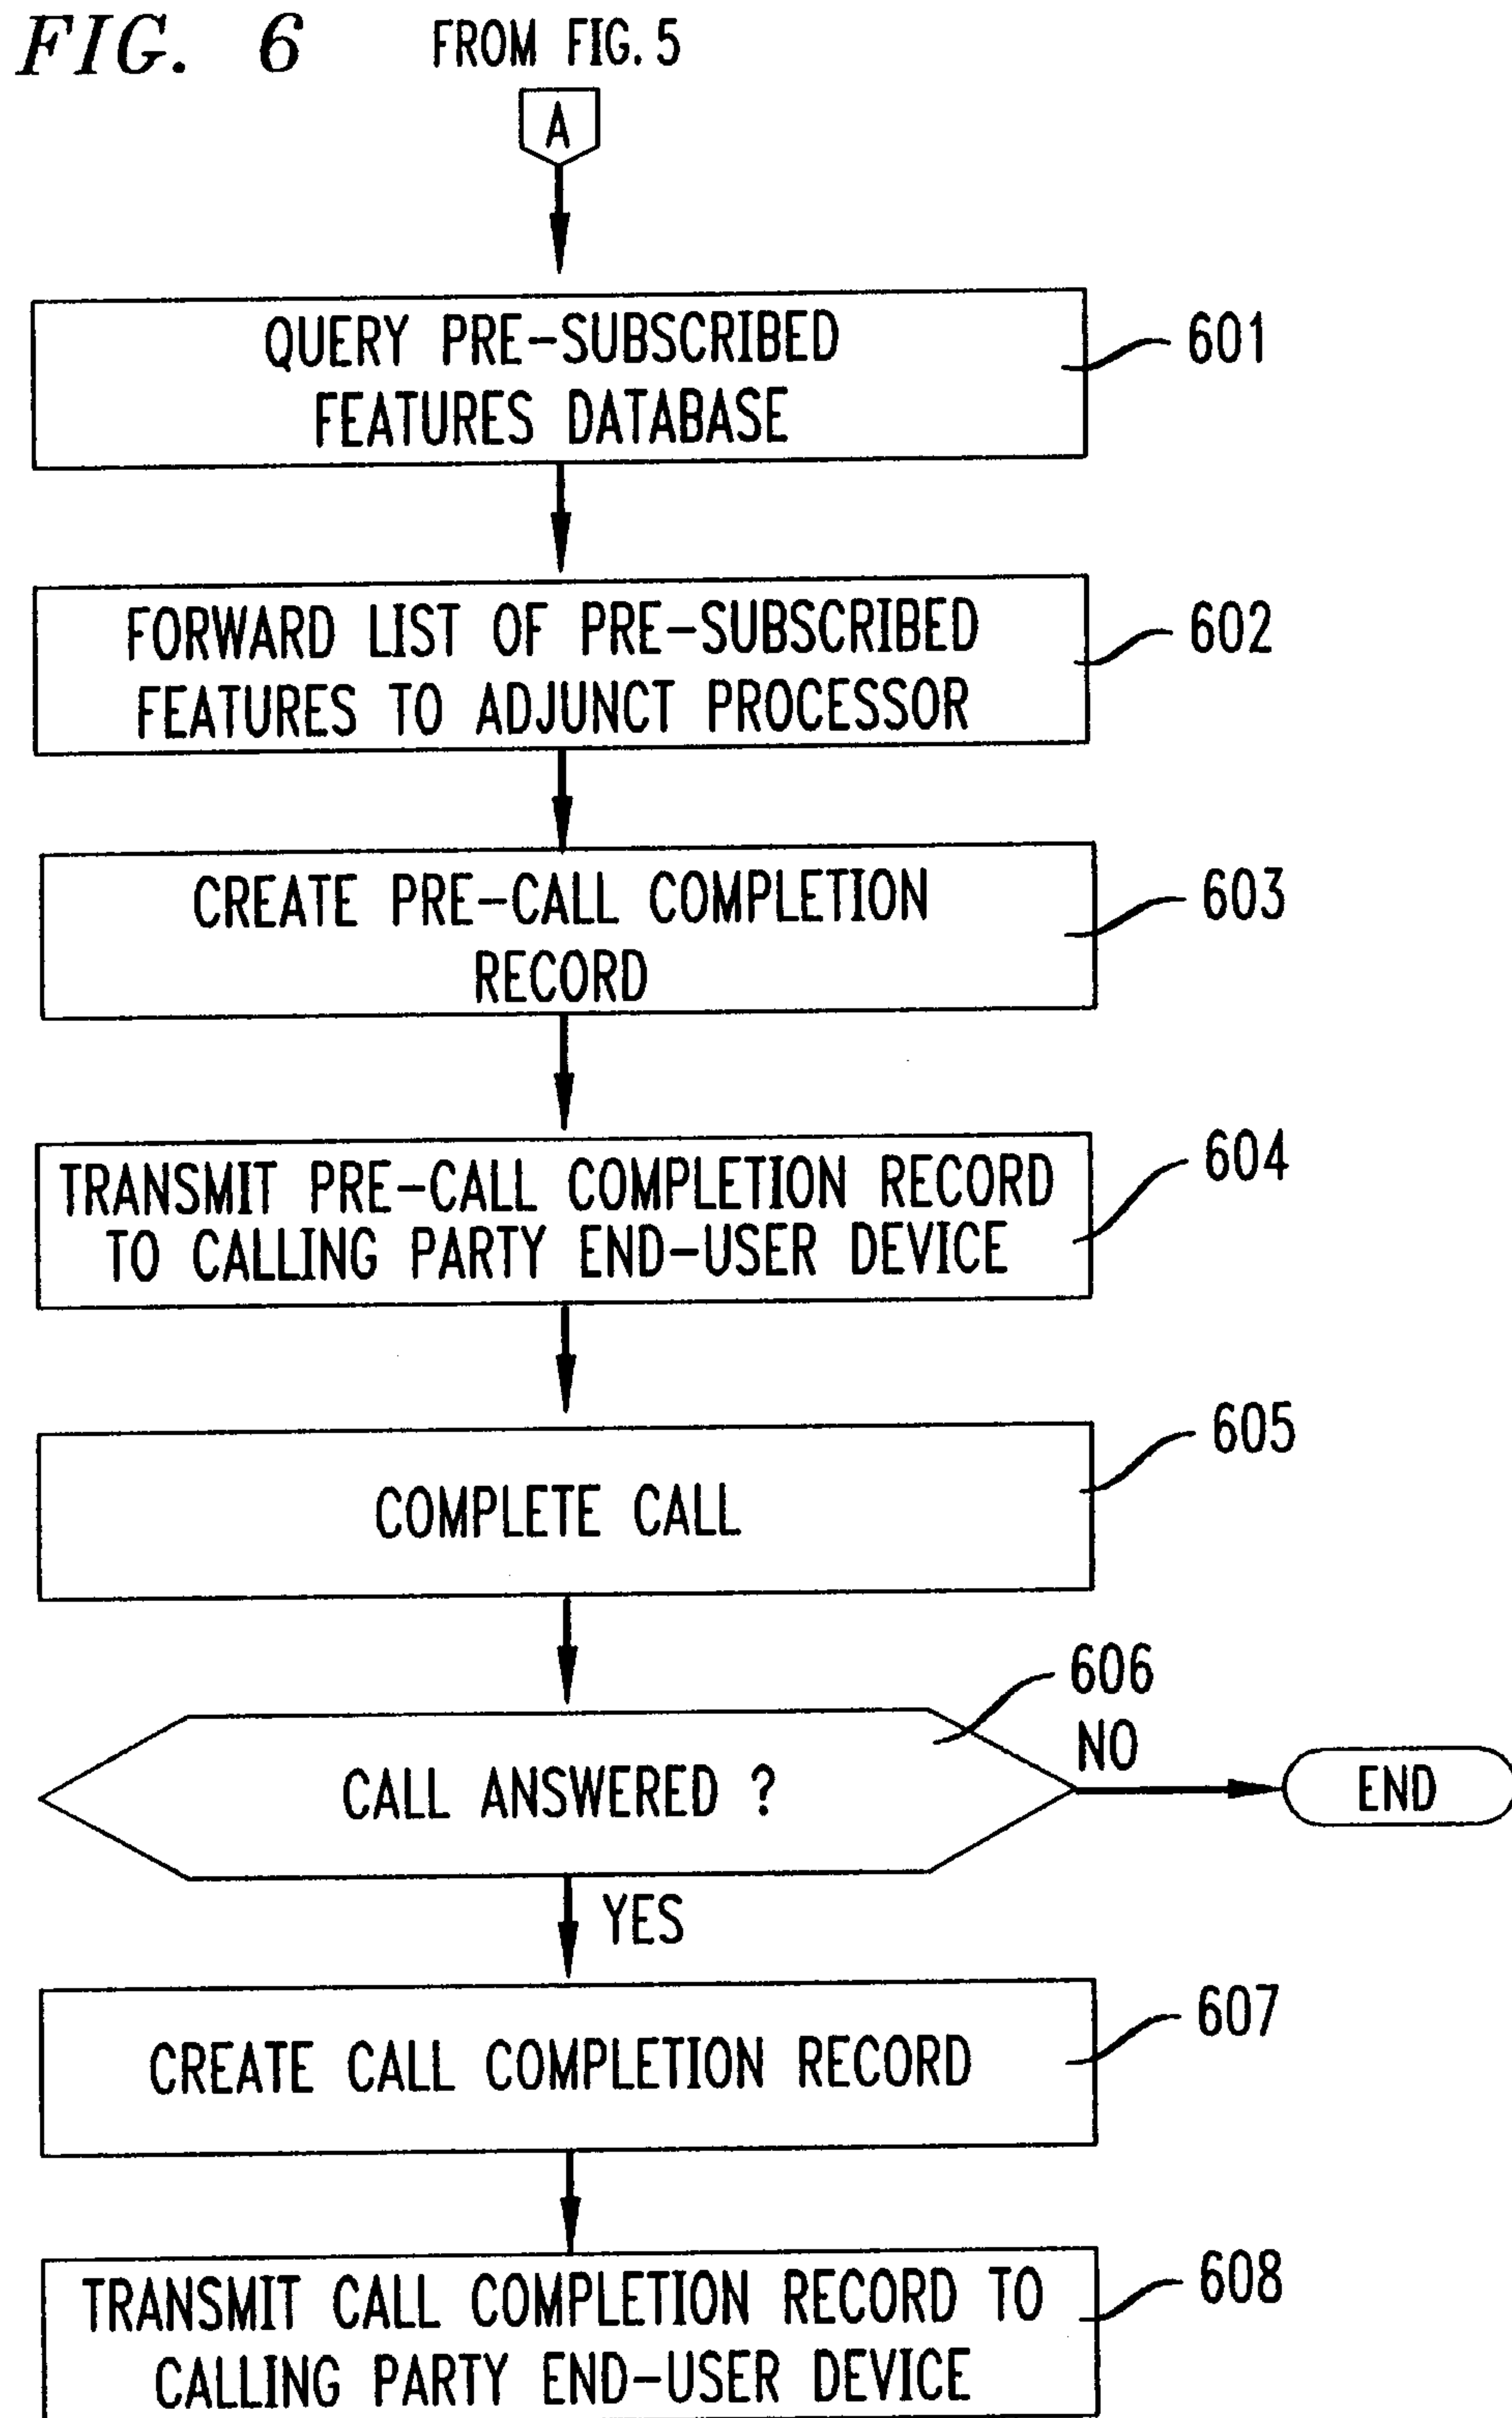 FIG. 6 FROM FIG. 5
A
QUERY PRE-SUBSCRIBED
FEATURES DATABASE
601
FORWARD LIST OF PRE-SUBSCRIBED
FEATURES TO ADJUNCT PROCESSOR
602
CREATE PRE-CALL COMPLETION
RECORD
603
TRANSMIT PRE-CALL COMPLETION RECORD
TO CALLING PARTY END-USER DEVICE
604
COMPLETE CALL
605
CALL ANSWERED ?
606
NO
END
YES
CREATE CALL COMPLETION RECORD
607
TRANSMIT CALL COMPLETION RECORD TO
CALLING PARTY END-USER DEVICE
608